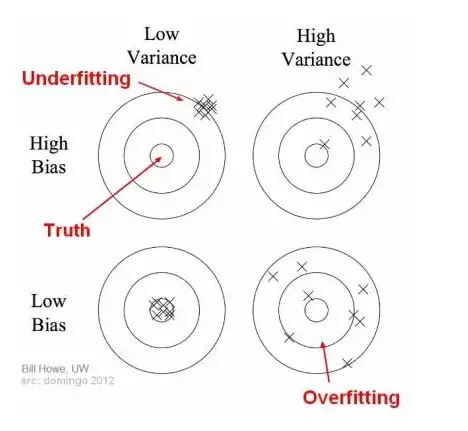 Low
Variance
High
Variance
Underfitting
High
Bias
Truth
Low
Bias
Bill Howe, UW
src: domingo 2012
Overfitting